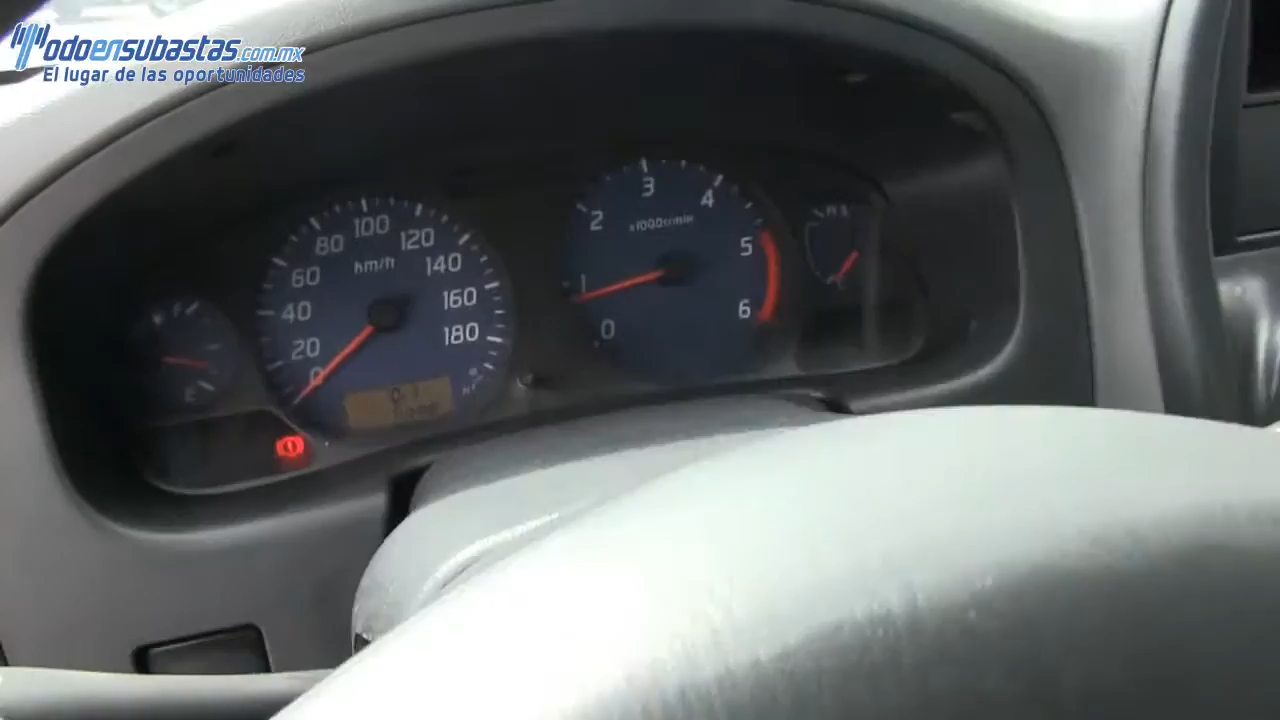 Todoensubastas.com.mx
El lugar de las oportunidades
0
20
40
60
80
100
120
140
160
180
km/h
0
1
2
3
4
5
6
x1000r/min
F
E
H